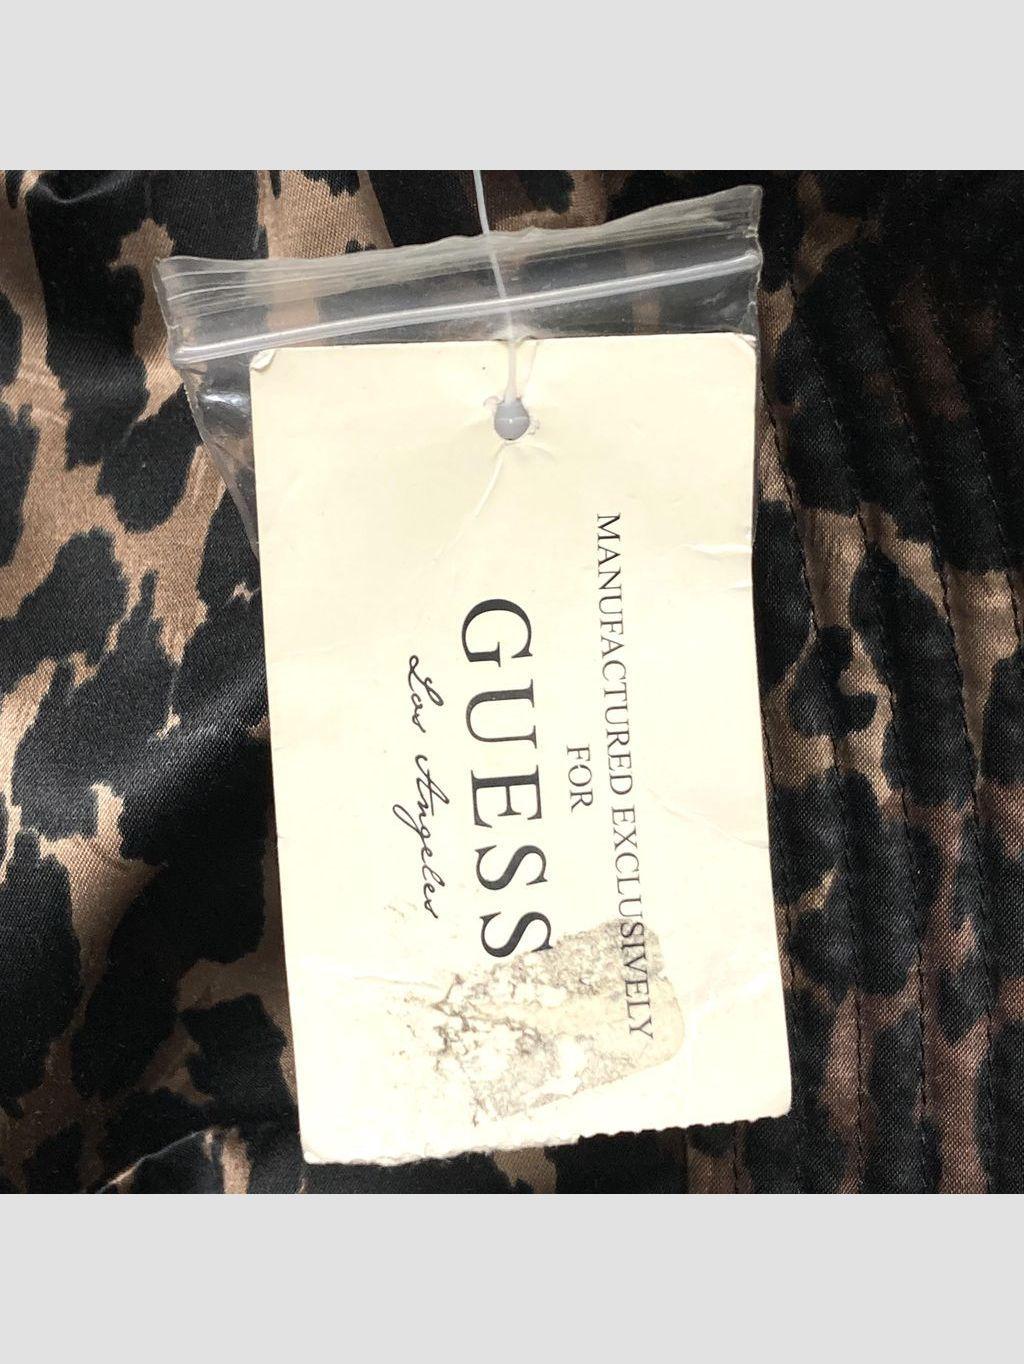 MANUFACTURED EXCLUSIVELY
FOR
GUESS
Los Angeles